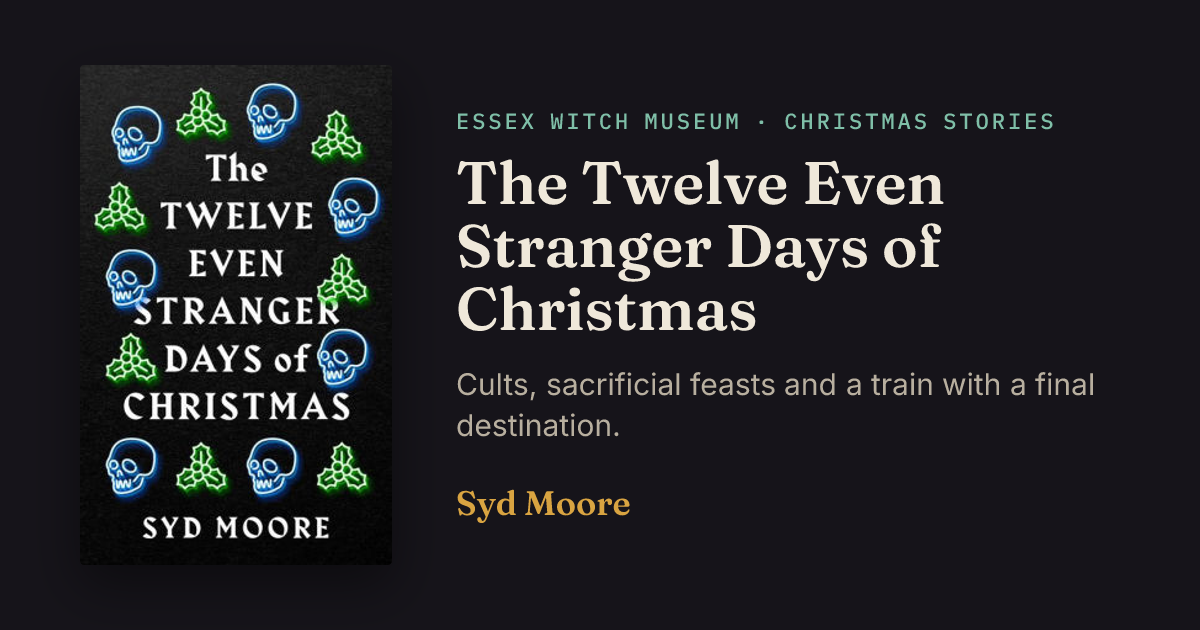 The
TWELVE
EVEN
STRANGER
DAYS of
CHRISTMAS
SYD MOORE
ESSEX WITCH MUSEUM · CHRISTMAS STORIES
The Twelve Even
Stranger Days of
Christmas
Cults, sacrificial feasts and a train with a final
destination.
Syd Moore